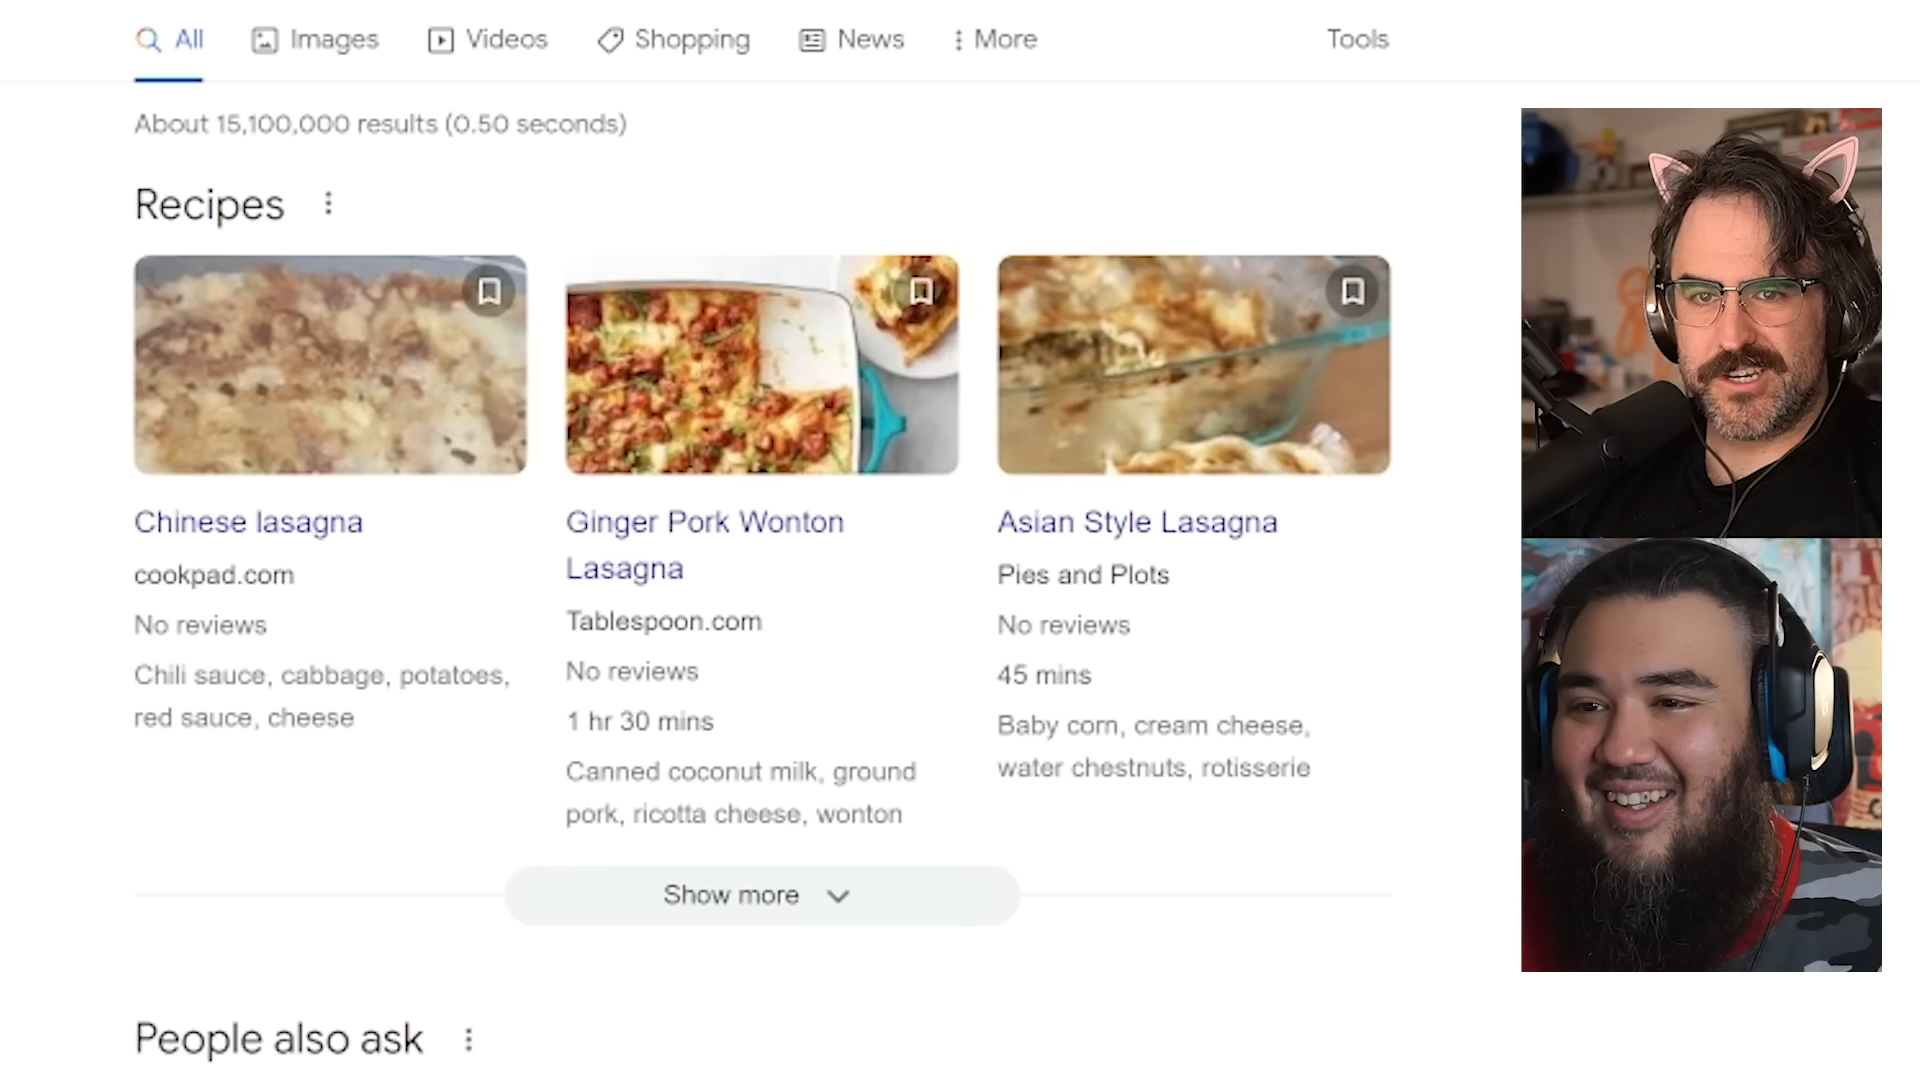 All Images Videos Shopping News More Tools
About 15,100,000 results (0.50 seconds)
Recipes
Chinese lasagna
cookpad.com
No reviews
Chili sauce, cabbage, potatoes,
red sauce, cheese
Ginger Pork Wonton
Lasagna
Tablespoon.com
No reviews
1 hr 30 mins
Canned coconut milk, ground
pork, ricotta cheese, wonton
Asian Style Lasagna
Pies and Plots
No reviews
45 mins
Baby corn, cream cheese,
water chestnuts, rotisserie
Show more
People also ask